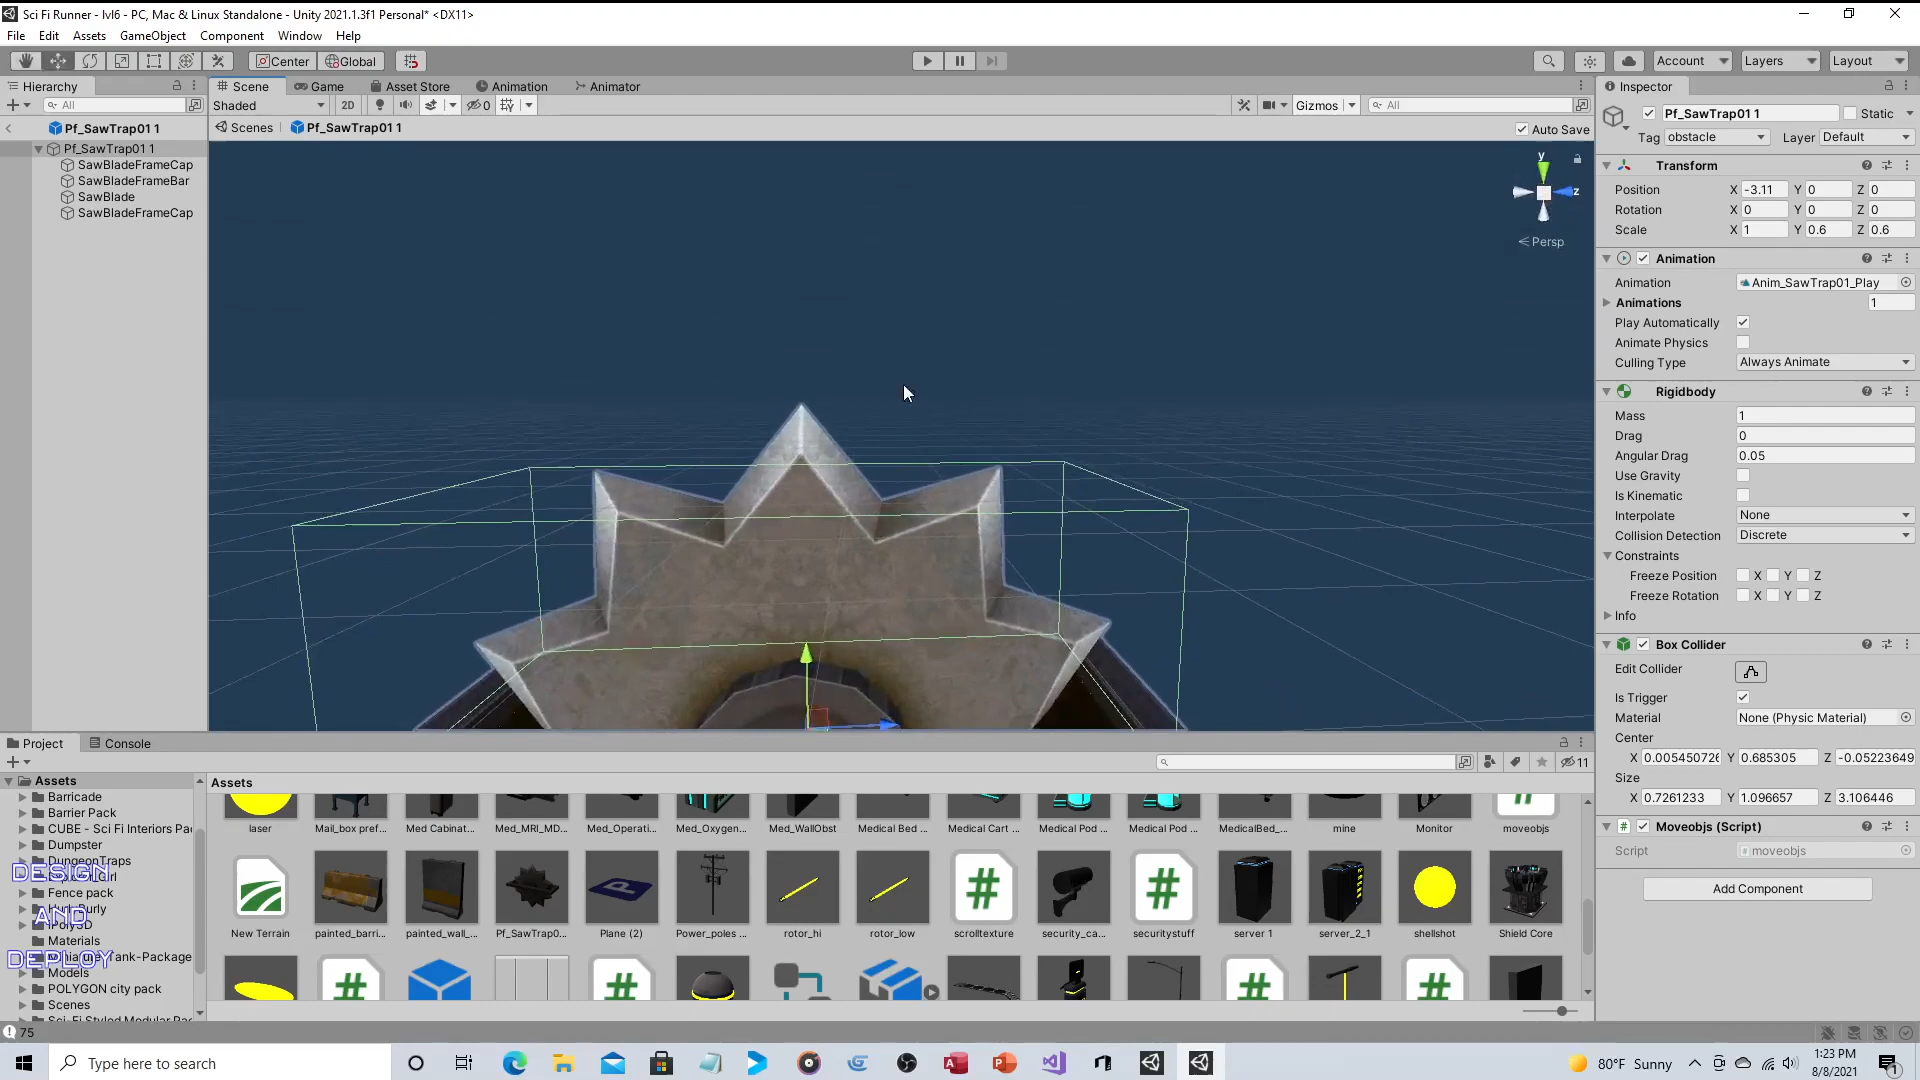 Sci Fi Runner - lvl6 - PC, Mac & Linux Standalone - Unity 2021.1.3f1 Personal* <DX11>
File Edit Assets GameObject Component Window Help
Center Global Account Layers Layout
Hierarchy Scene Game Asset Store Animation Animator Inspector
All Shaded 2D 0 Gizmos All
Pf_SawTrap01 1
Scenes Pf_SawTrap01 1 Auto Save
Pf_SawTrap01 1
SawBladeFrameCap
SawBladeFrameBar
SawBlade
SawBladeFrameCap
y
z
Persp
Pf_SawTrap01 1 Static
Tag obstacle Layer Default
Transform
Position X -3.11 Y 0 Z 0
Rotation X 0 Y 0 Z 0
Scale X 1 Y 0.6 Z 0.6
Animation
Animation Anim_SawTrap01_Play
Animations 1
Play Automatically
Animate Physics
Culling Type Always Animate
Rigidbody
Mass 1
Drag 0
Angular Drag 0.05
Use Gravity
Is Kinematic
Interpolate None
Collision Detection Discrete
Constraints
Freeze Position X Y Z
Freeze Rotation X Y Z
Info
Box Collider
Edit Collider
Is Trigger
Material None (Physic Material)
Center
X 0.005450726 Y 0.685305 Z -0.05223649
Size
X 0.7261233 Y 1.096657 Z 3.106446
Moveobjs (Script)
Script moveobjs
Add Component
Project Console
11
Assets
Barricade
Barrier Pack
CUBE - Sci Fi Interiors Pa
Dumpster
DungeonTraps
Fence pack
Materials
Models
POLYGON city pack
Scenes
DESIGN
AND
DEPLOY
Assets
laser Mail_box pref... Med Cabinat... Med_MRI_MD... Med_Operati... Med_Oxygen... Med_WallObst Medical Bed ... Medical Cart ... Medical Pod ... Medical Pod ... MedicalBed_... mine Monitor moveobjs
New Terrain painted_barri... painted_wall_... Pf_SawTrap0... Plane (2) Power_poles ... rotor_hi rotor_low scrolltexture security_ca... securitystuff server 1 server_2_1 shellshot Shield Core
75
Type here to search
80°F Sunny
1:23 PM
8/8/2021
1